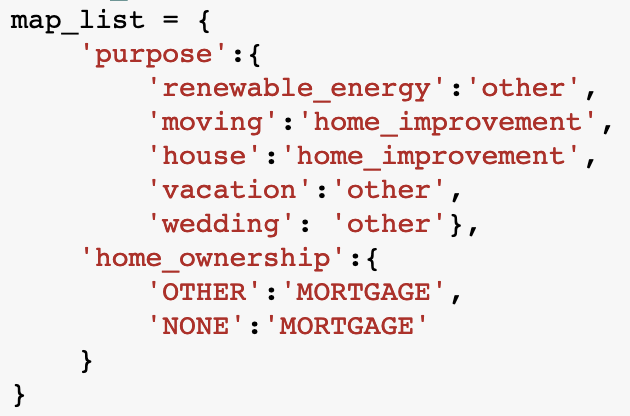 map_list = {
    'purpose':{
        'renewable_energy':'other',
        'moving':'home_improvement',
        'house':'home_improvement',
        'vacation':'other',
        'wedding': 'other'},
    'home_ownership':{
        'OTHER':'MORTGAGE',
        'NONE':'MORTGAGE'
    }
}